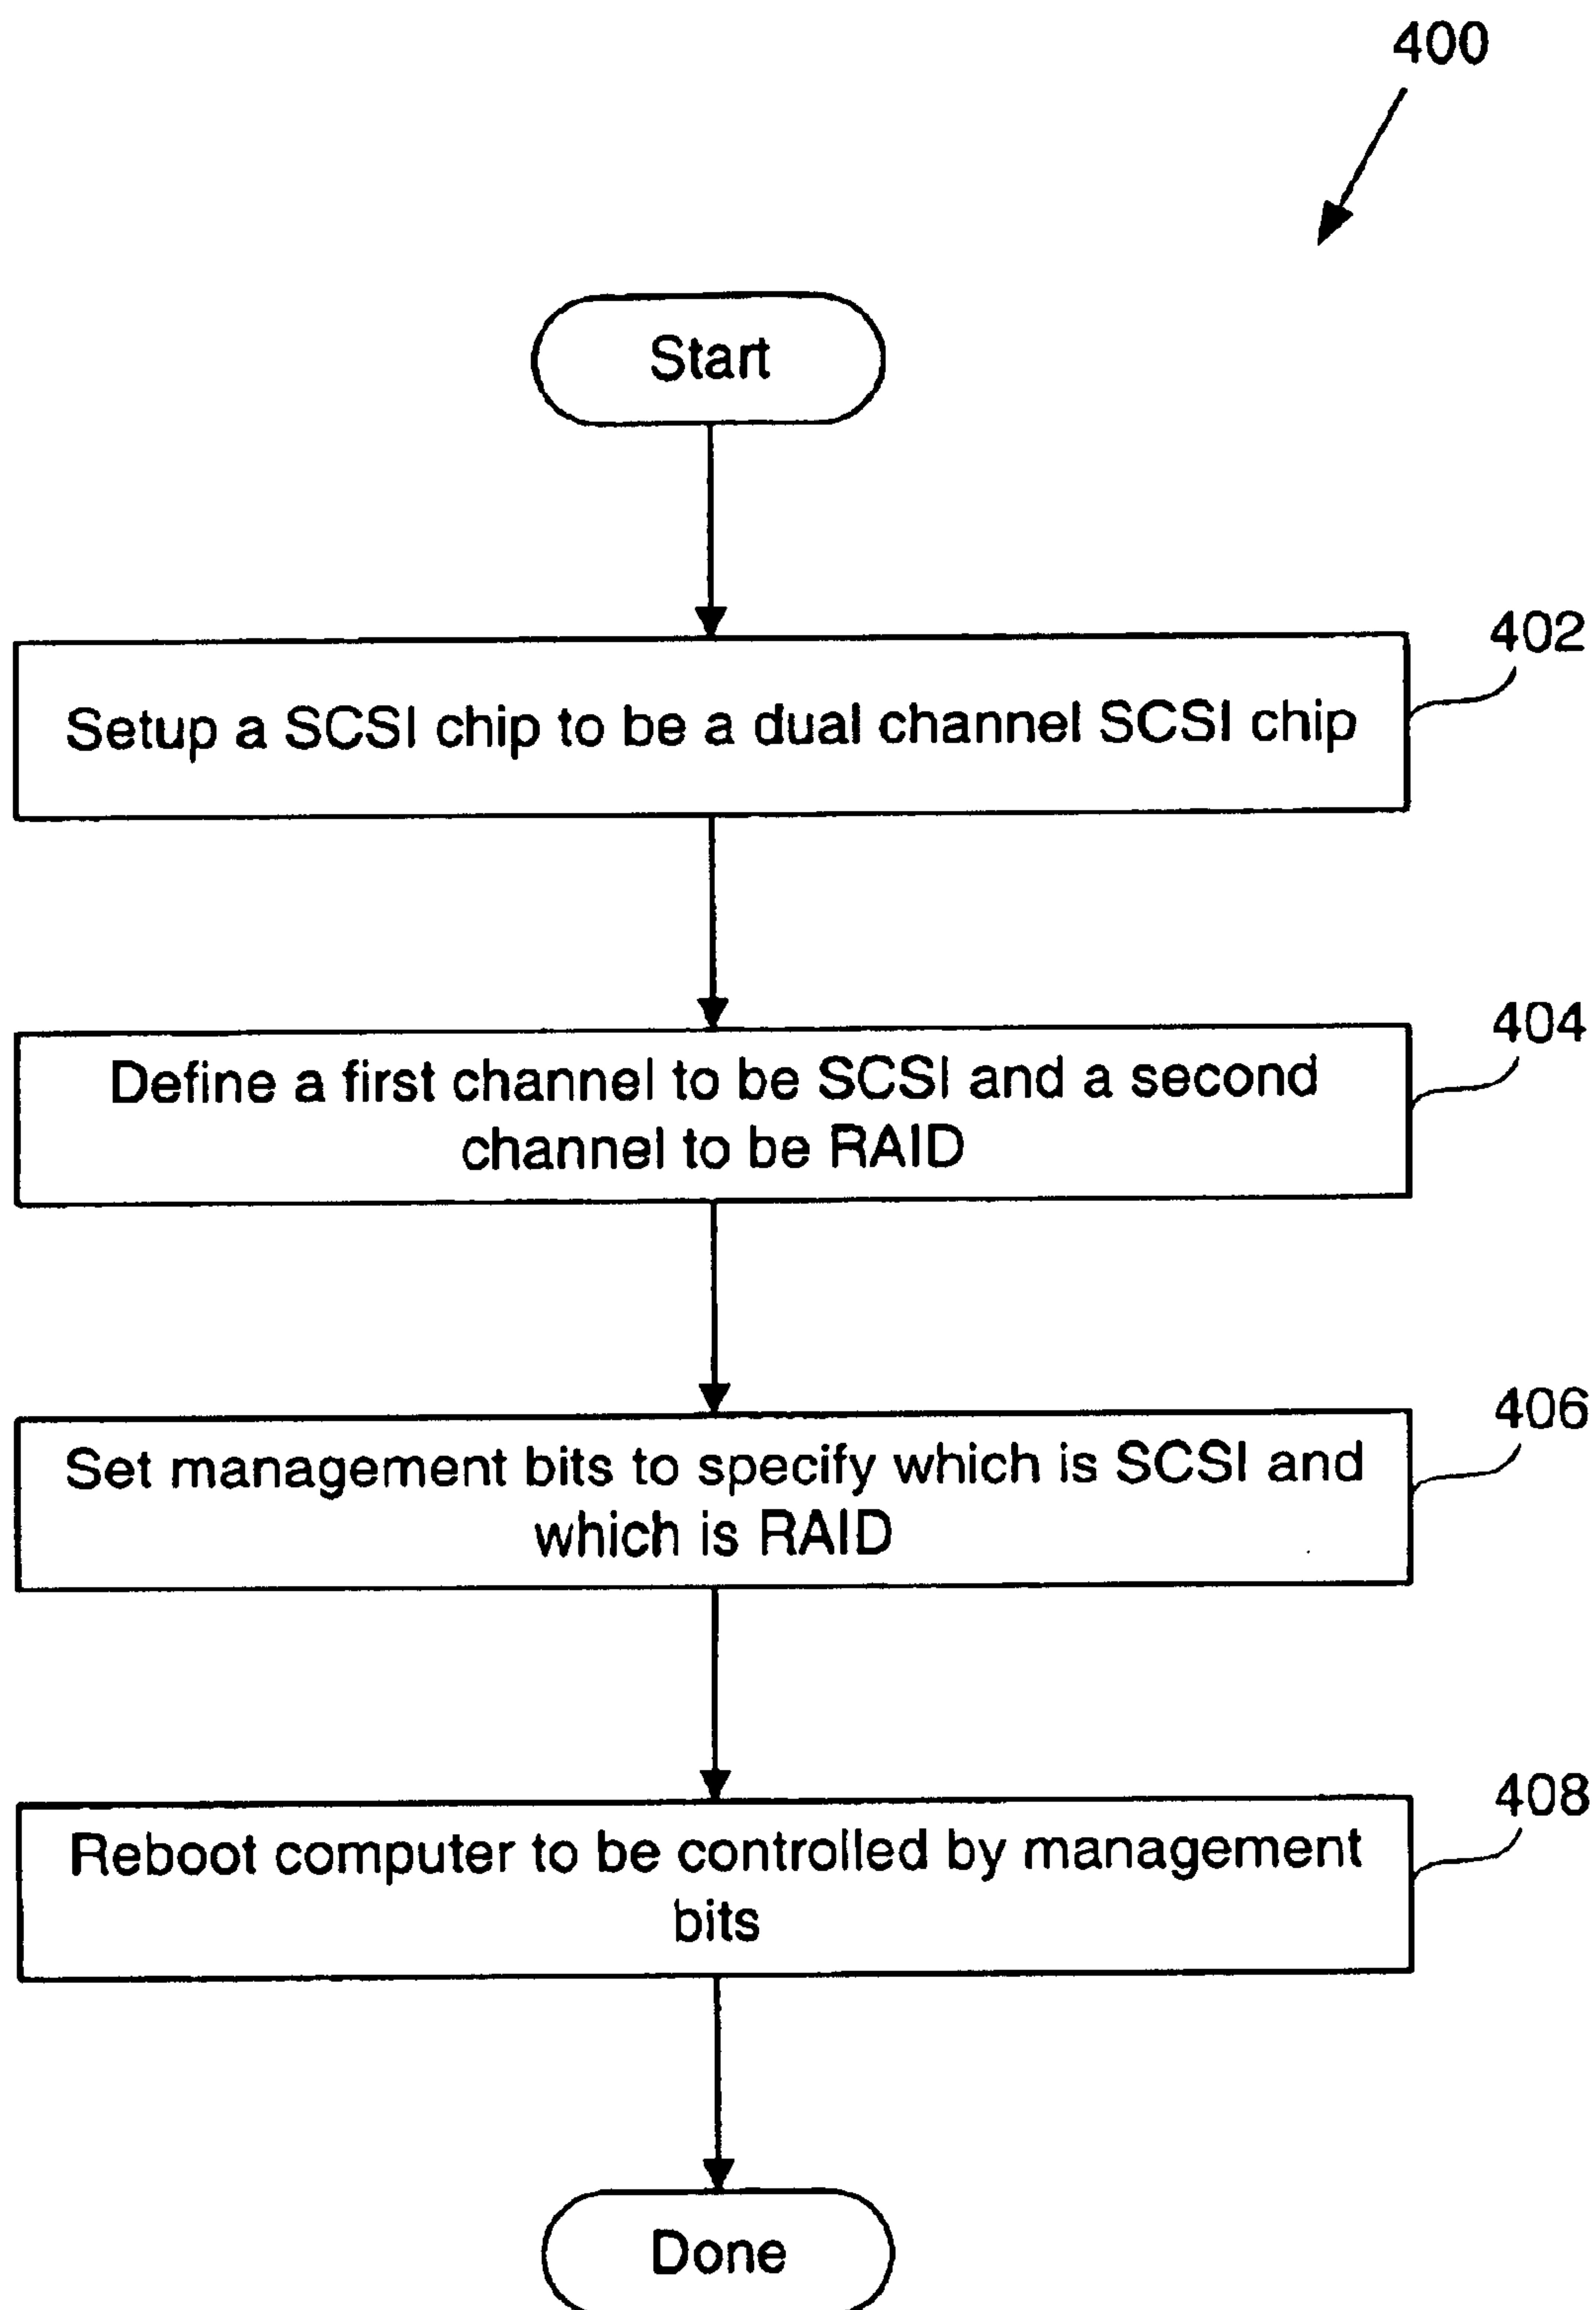 400
Start
402
Setup a SCSI chip to be a dual channel SCSI chip
404
Define a first channel to be SCSI and a second
channel to be RAID
406
Set management bits to specify which is SCSI and
which is RAID
408
Reboot computer to be controlled by management
bits
Done